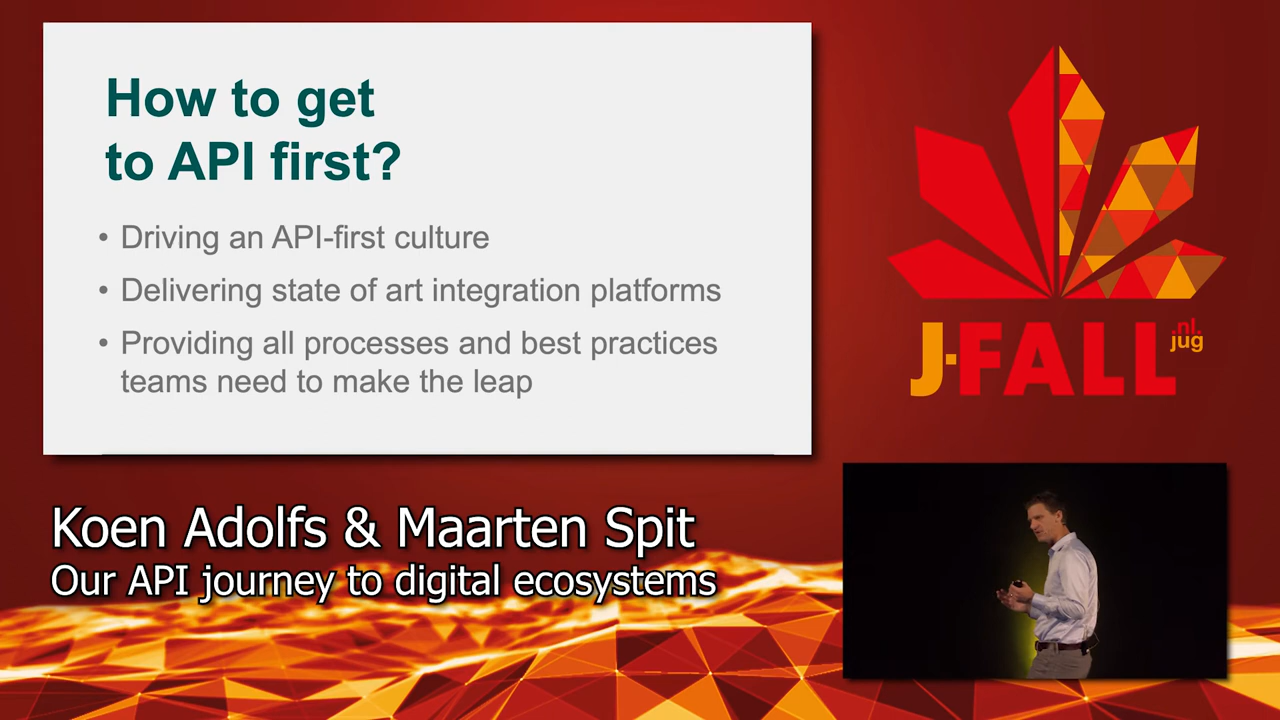 How to get
to API first?
• Driving an API-first culture
• Delivering state of art integration platforms
• Providing all processes and best practices
teams need to make the leap
J-FALL
nl.
jug
Koen Adolfs & Maarten Spit
Our API journey to digital ecosystems